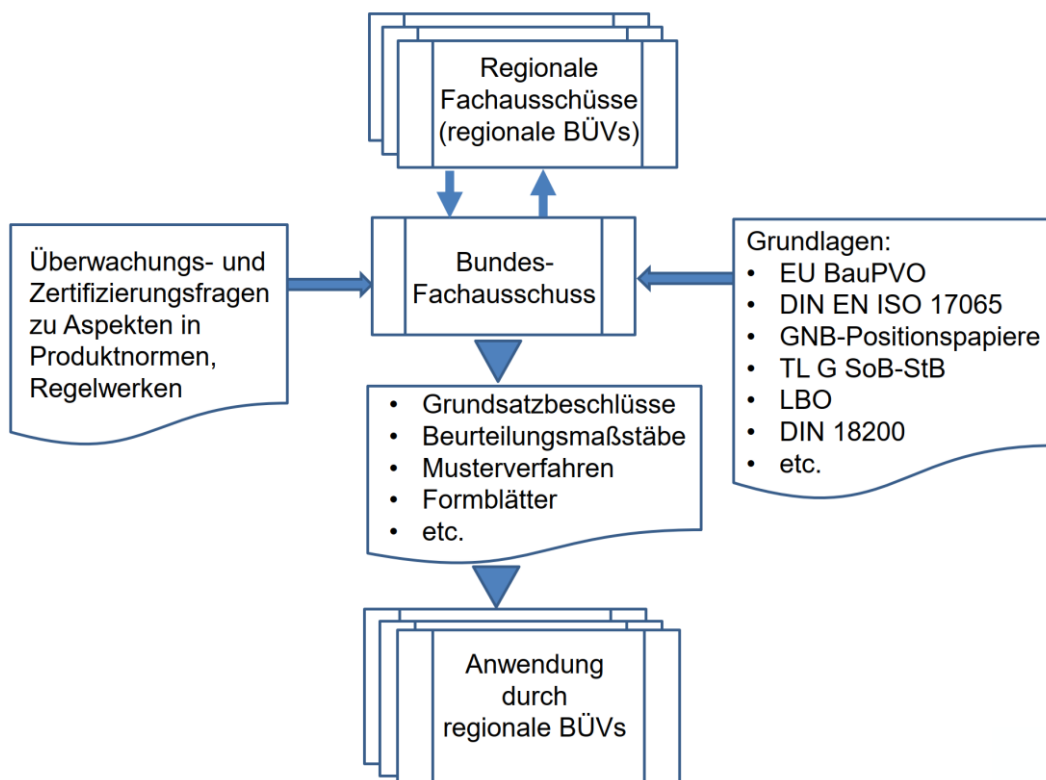 Regionale
Fachausschüsse
(regionale BÜVs)
Überwachungs- und
Zertifizierungsfragen
zu Aspekten in
Produktnormen,
Regelwerken
Bundes-
Fachausschuss
Grundlagen:
• EU BauPVO
• DIN EN ISO 17065
• GNB-Positionspapiere
• TL G SoB-StB
• LBO
• DIN 18200
• etc.
• Grundsatzbeschlüsse
• Beurteilungsmaßstäbe
• Musterverfahren
• Formblätter
• etc.
Anwendung
durch
regionale BÜVs